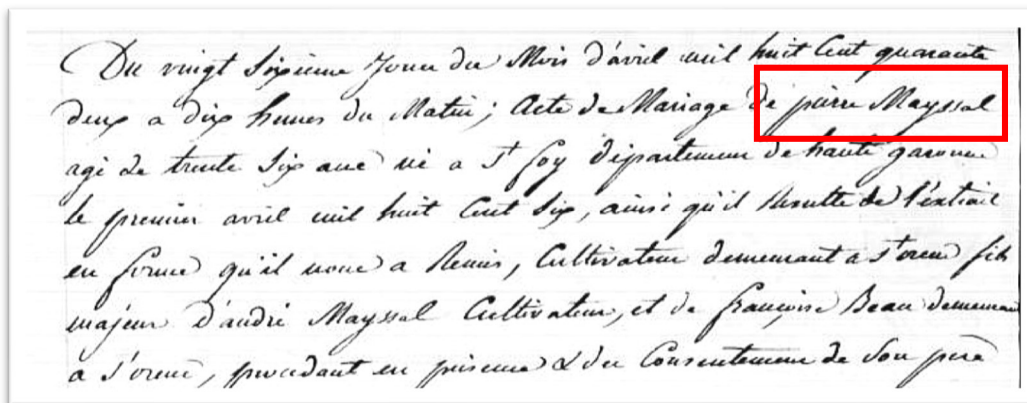 Du vingt sixieme Jour du Mois d'avril mil huit Cent quarante
deux a dix heures du Matin; Acte de Mariage de pierre Mayssal
agé de trente Six ans né a St foy département de haute garonne
le premier avril mil huit Cent Six, ainsi qu'il Résulte de l'extrait
en forme qu'il nous a Remis, Cultivateur demeurant a St orens fils
majeur d'andré Mayssal Cultivateur, et de françoise Beau demeurant
a St orens, procedant en présence & du Consentement de Son père